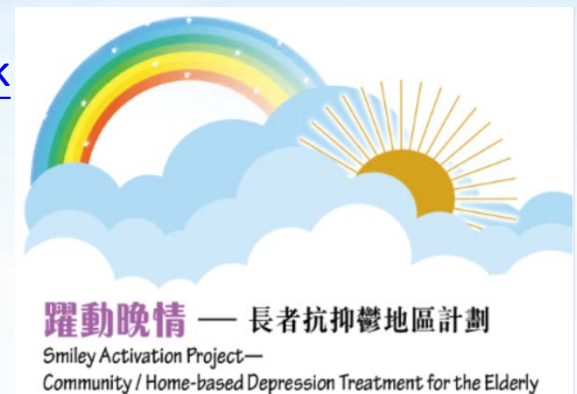 k
躍動晚情 — 長者抗抑鬱地區計劃
Smiley Activation Project—
Community / Home-based Depression Treatment for the Elderly